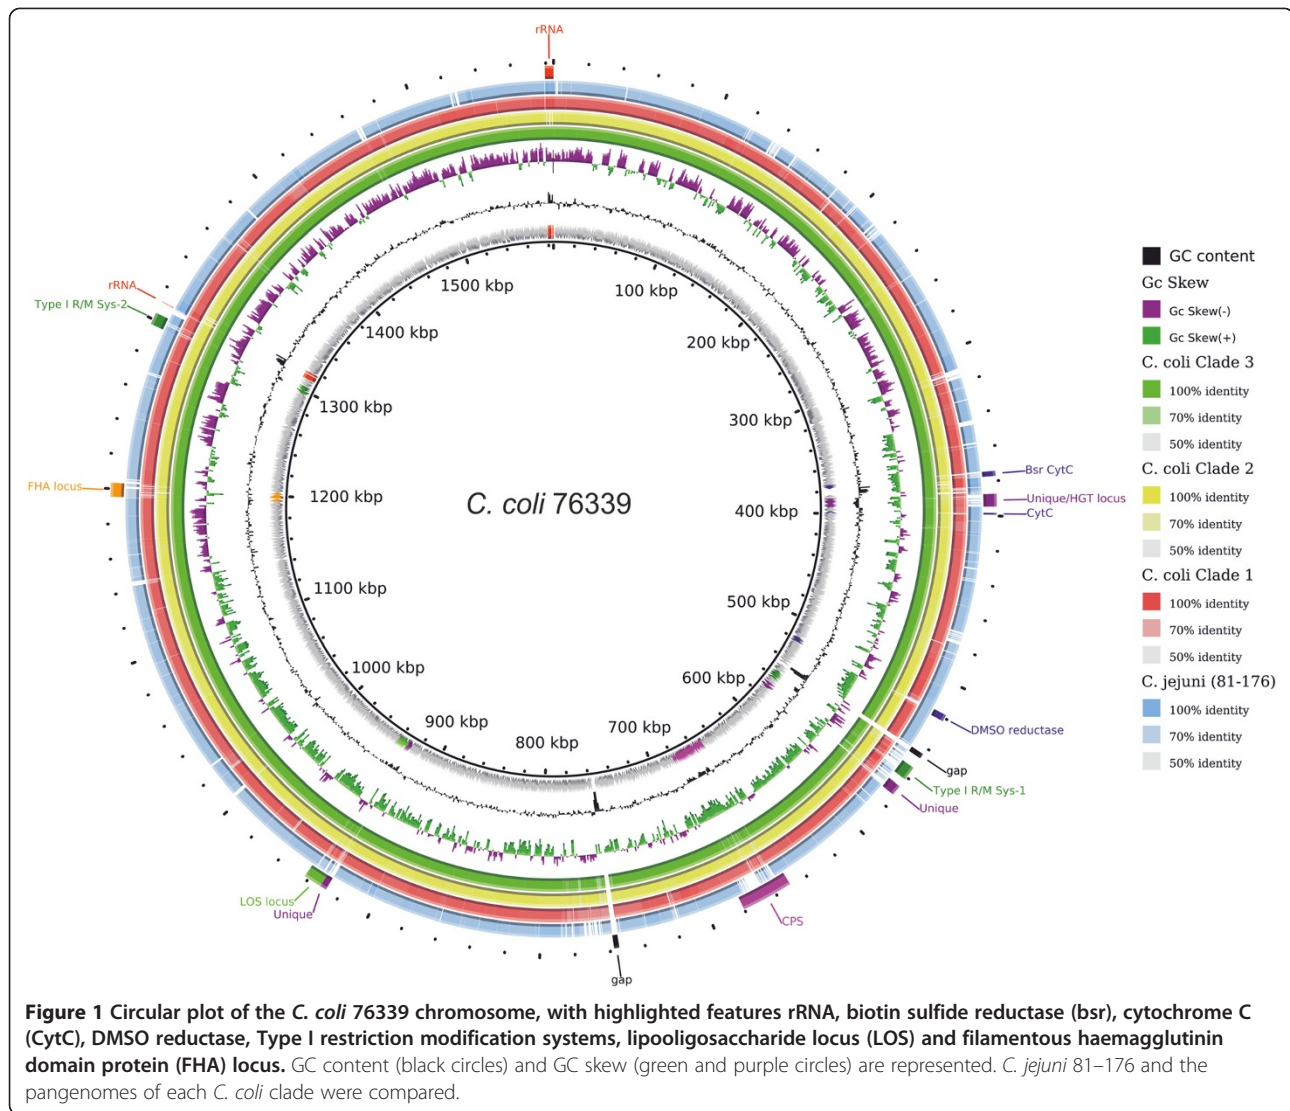 rRNA
rRNA
Type I R/M Sys-2
FHA locus
LOS locus
Unique
gap
CPS
Unique
Type I R/M Sys-1
gap
DMSO reductase
CytC
Unique/HGT locus
Bsr CytC
100 kbp
200 kbp
300 kbp
400 kbp
500 kbp
600 kbp
700 kbp
800 kbp
900 kbp
1000 kbp
1100 kbp
1200 kbp
1300 kbp
1400 kbp
1500 kbp
C. coli 76339
GC content
Gc Skew
Gc Skew(-)
Gc Skew(+)
C. coli Clade 3
100% identity
70% identity
50% identity
C. coli Clade 2
100% identity
70% identity
50% identity
C. coli Clade 1
100% identity
70% identity
50% identity
C. jejuni (81-176)
100% identity
70% identity
50% identity
Figure 1 Circular plot of the C. coli 76339 chromosome, with highlighted features rRNA, biotin sulfide reductase (bsr), cytochrome C
(CytC), DMSO reductase, Type I restriction modification systems, lipooligosaccharide locus (LOS) and filamentous haemagglutinin
domain protein (FHA) locus. GC content (black circles) and GC skew (green and purple circles) are represented. C. jejuni 81–176 and the
pangenomes of each C. coli clade were compared.